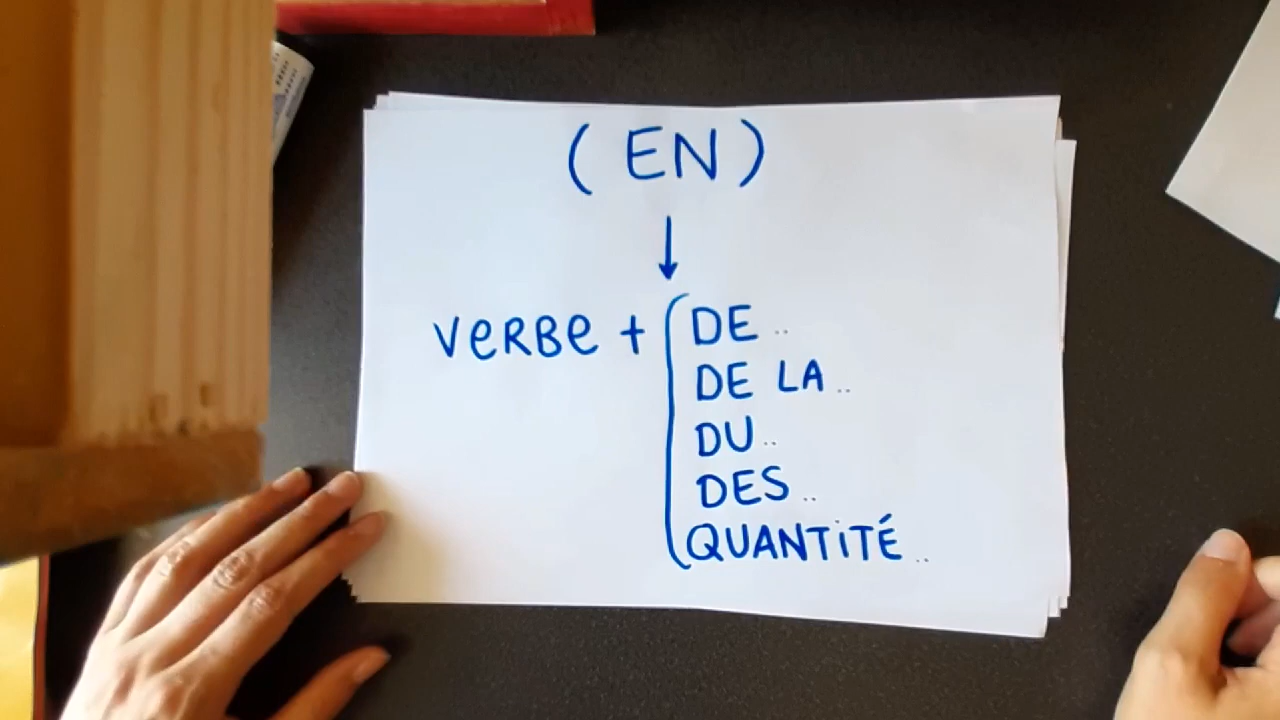 (EN)
↓
VERBE + DE ..
DE LA ..
DU ..
DES ..
QUANTITÉ ..